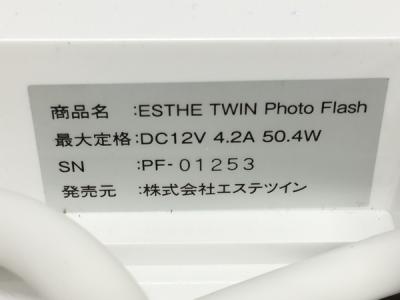 商品名 :ESTHE TWIN Photo Flash
最大定格:DC12V 4.2A 50.4W
SN :PF-01253
発売元 :株式会社エステツイン